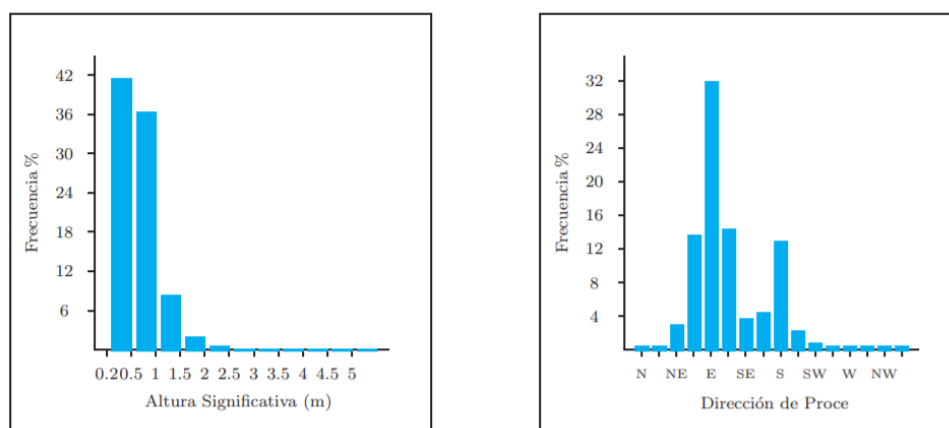 Frecuencia %
42
36
30
24
18
12
6
0.20.5 1 1.5 2 2.5 3 3.5 4 4.5 5
Altura Significativa (m)
Frecuencia %
32
28
24
20
16
12
8
4
N NE E SE S SW W NW
Dirección de Proce